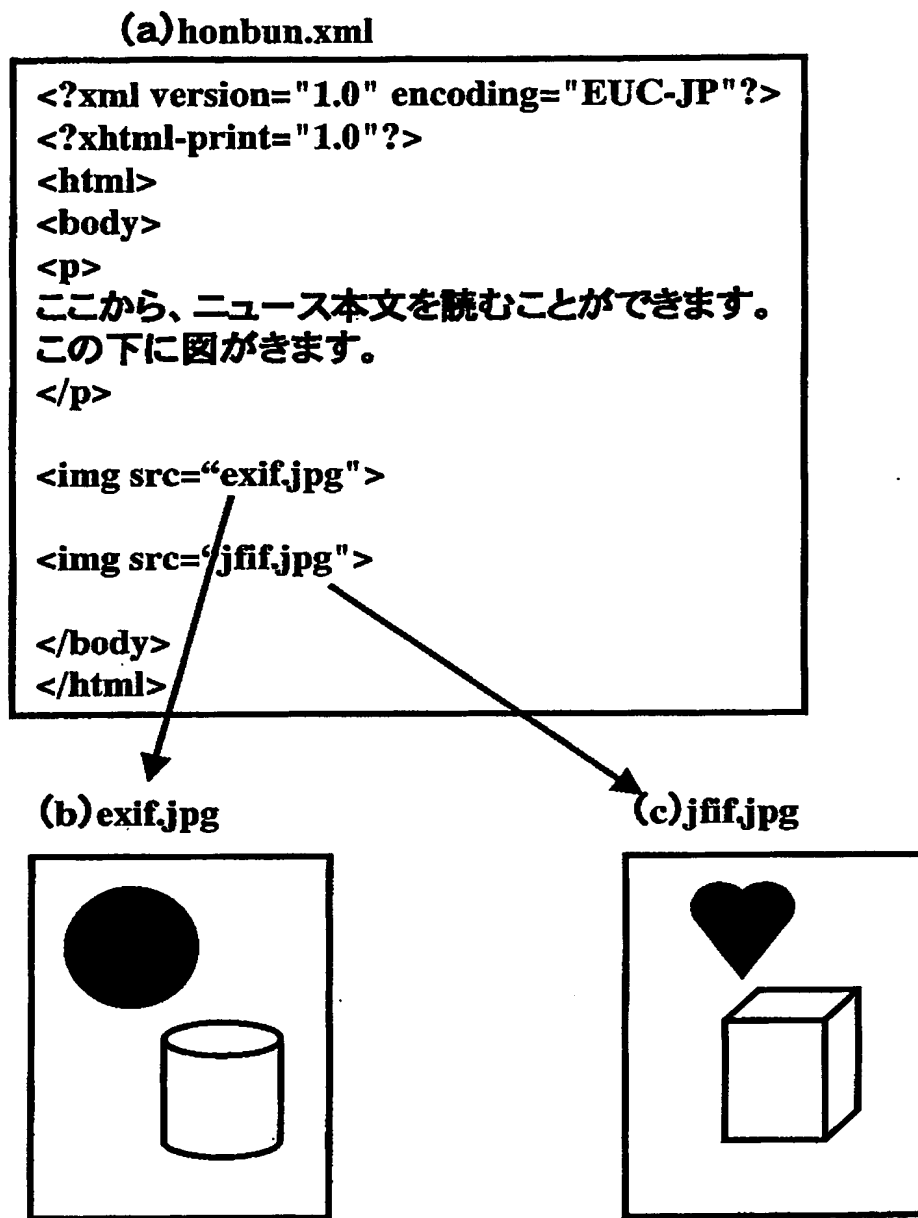 (a)honbun.xml
<?xml version="1.0" encoding="EUC-JP"?>
<?xhtml-print="1.0"?>
<html>
<body>
<p>
ここから、ニュース本文を読むことができます。
この下に図がきます。
</p>
<img src=“exif.jpg">
<img src=“jfif.jpg">
</body>
</html>
(b)exif.jpg
(c)jfif.jpg